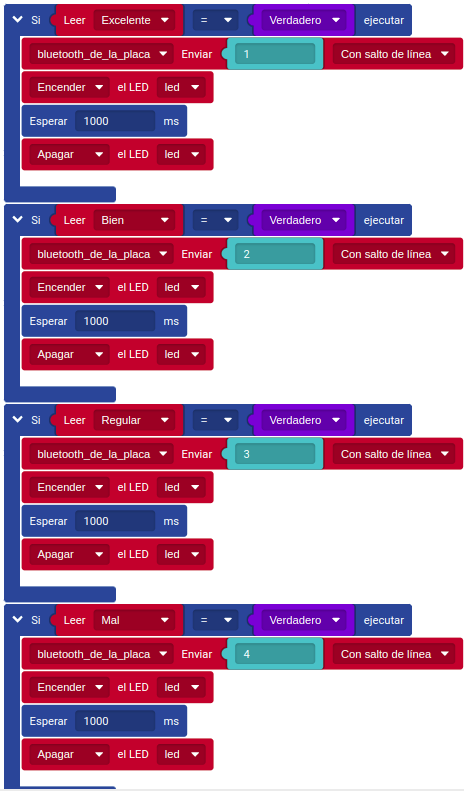 Si Leer Excelente = Verdadero ejecutar
bluetooth_de_la_placa Enviar 1 Con salto de línea
Encender el LED led
Esperar 1000 ms
Apagar el LED led
Si Leer Bien = Verdadero ejecutar
bluetooth_de_la_placa Enviar 2 Con salto de línea
Encender el LED led
Esperar 1000 ms
Apagar el LED led
Si Leer Regular = Verdadero ejecutar
bluetooth_de_la_placa Enviar 3 Con salto de línea
Encender el LED led
Esperar 1000 ms
Apagar el LED led
Si Leer Mal = Verdadero ejecutar
bluetooth_de_la_placa Enviar 4 Con salto de línea
Encender el LED led
Esperar 1000 ms
Apagar el LED led